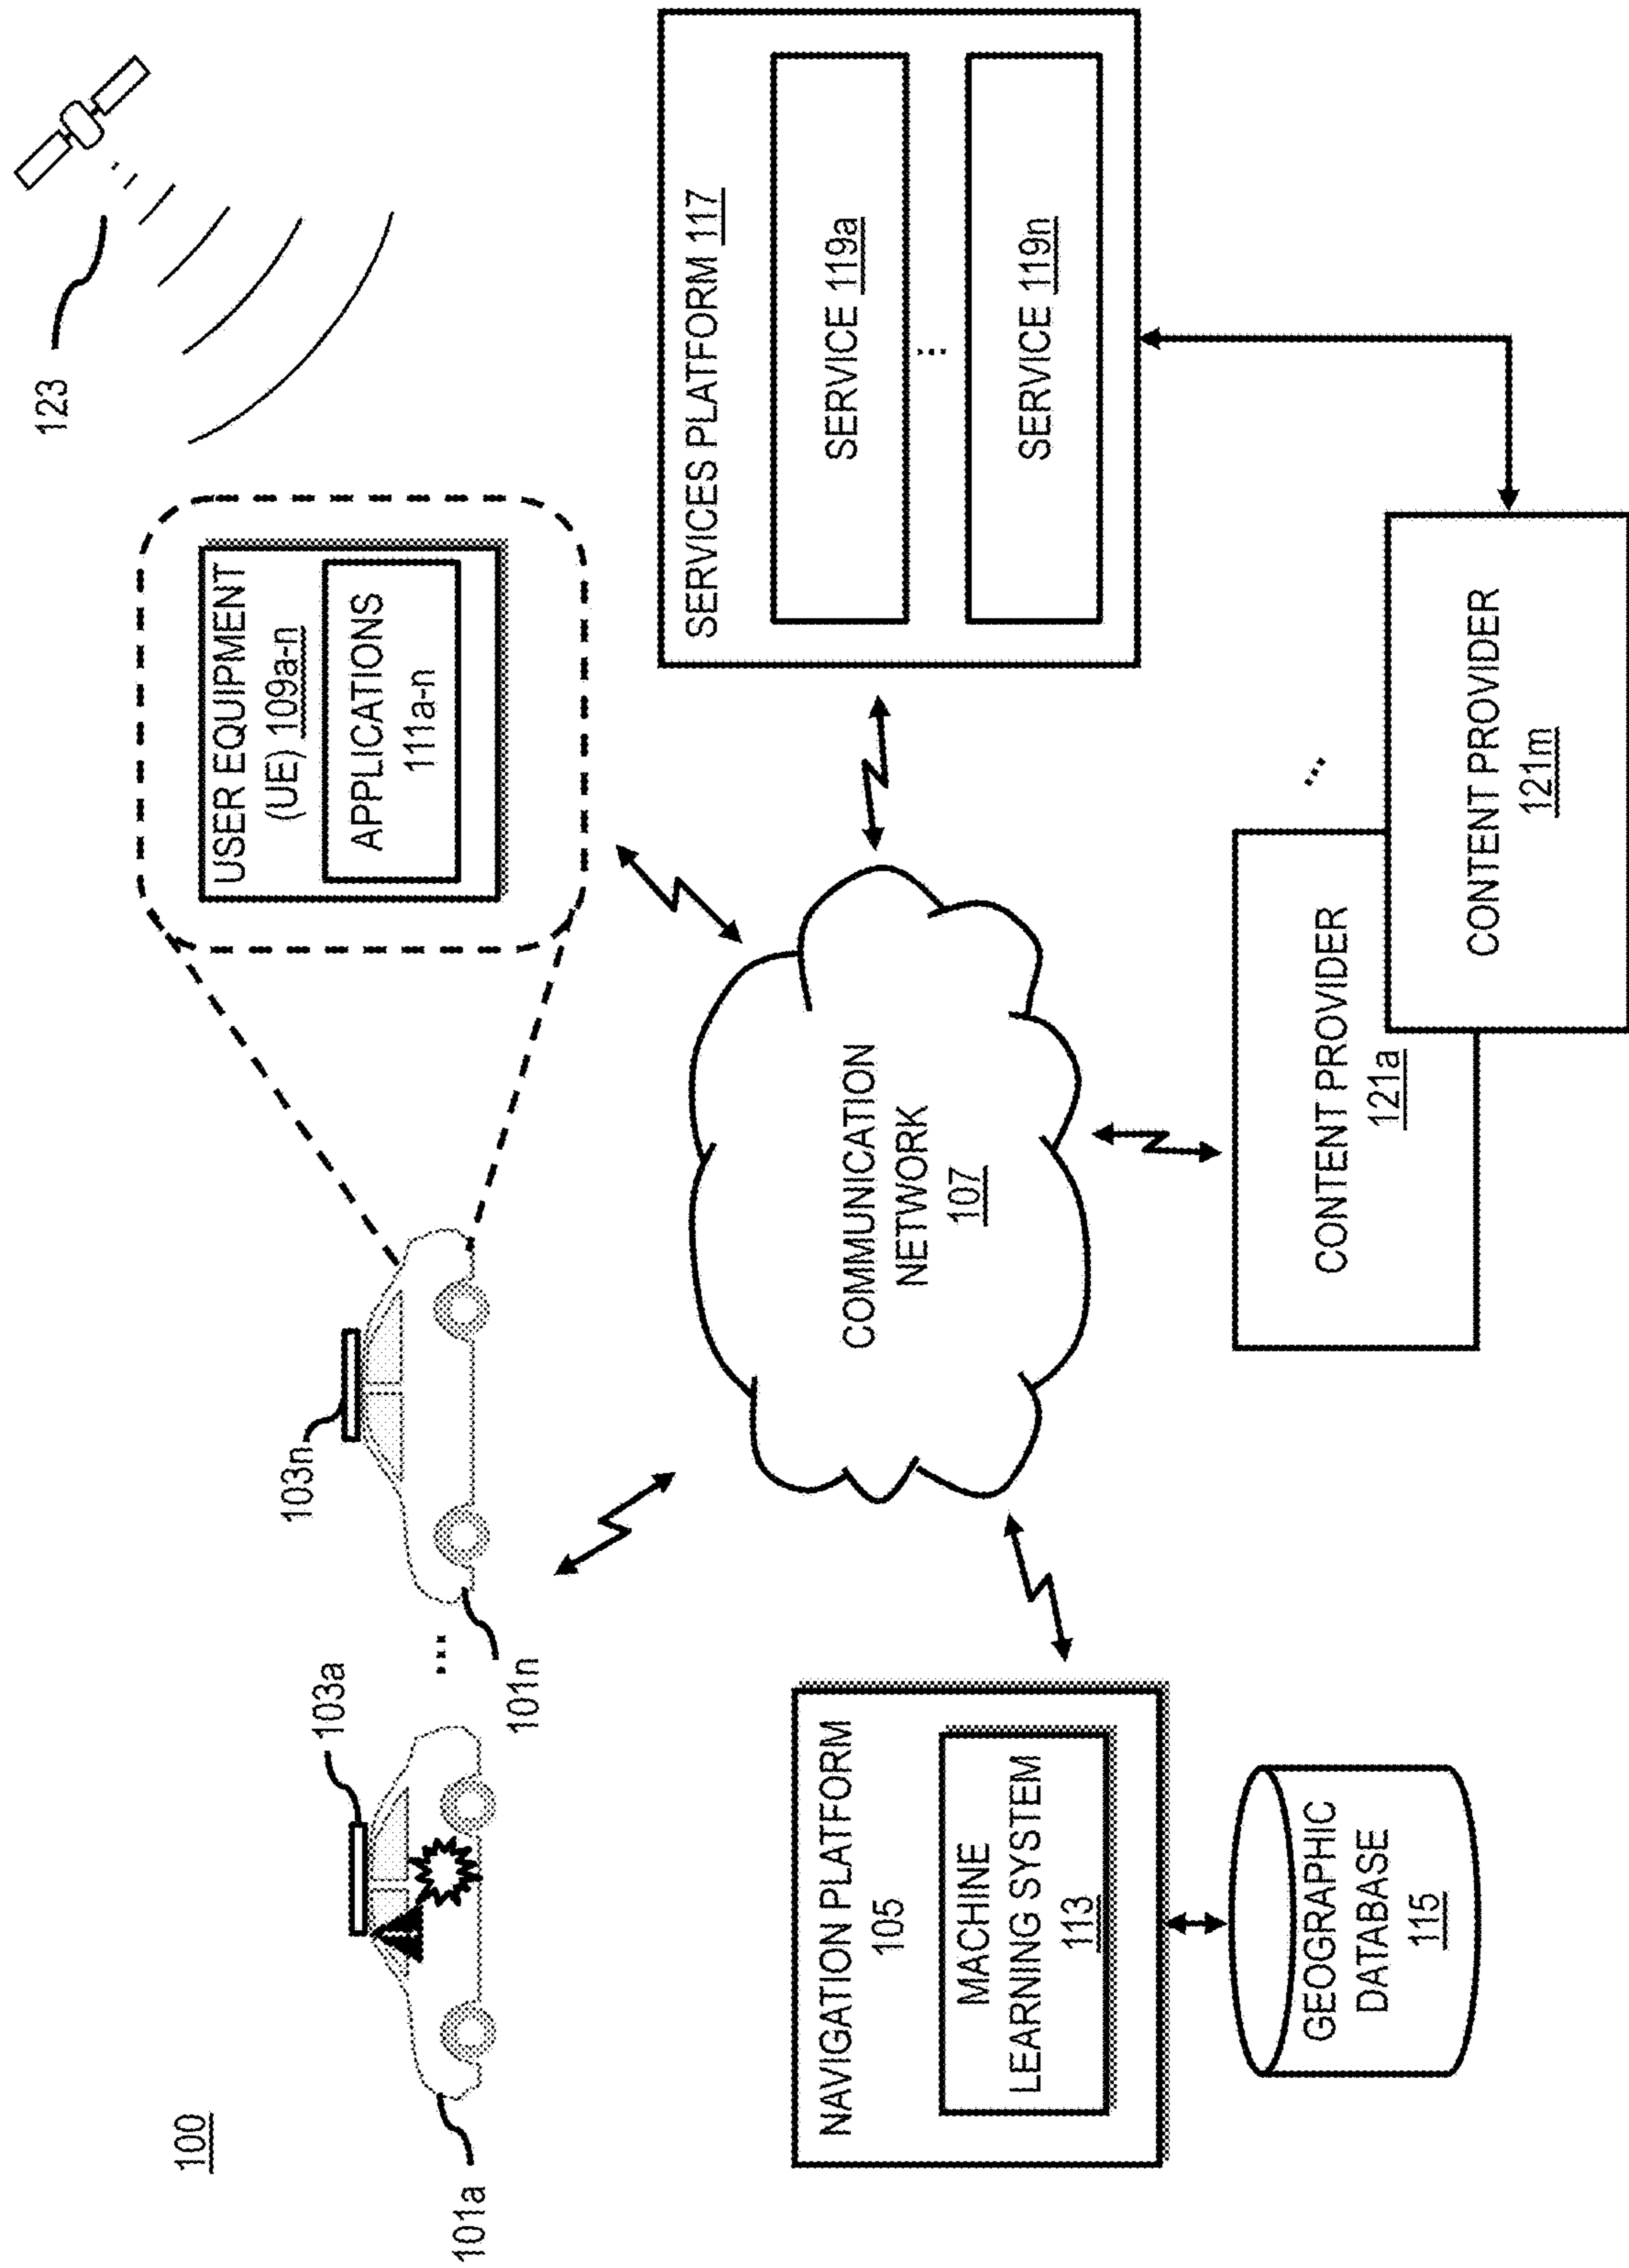 100
101a
103a
...
101n
103n
USER EQUIPMENT
(UE) 109a-n
APPLICATIONS
111a-n
123
NAVIGATION PLATFORM
105
MACHINE
LEARNING SYSTEM
113
GEOGRAPHIC
DATABASE
115
COMMUNICATION
NETWORK
107
SERVICES PLATFORM 117
SERVICE 119a
...
SERVICE 119n
CONTENT PROVIDER
121a
...
CONTENT PROVIDER
121m